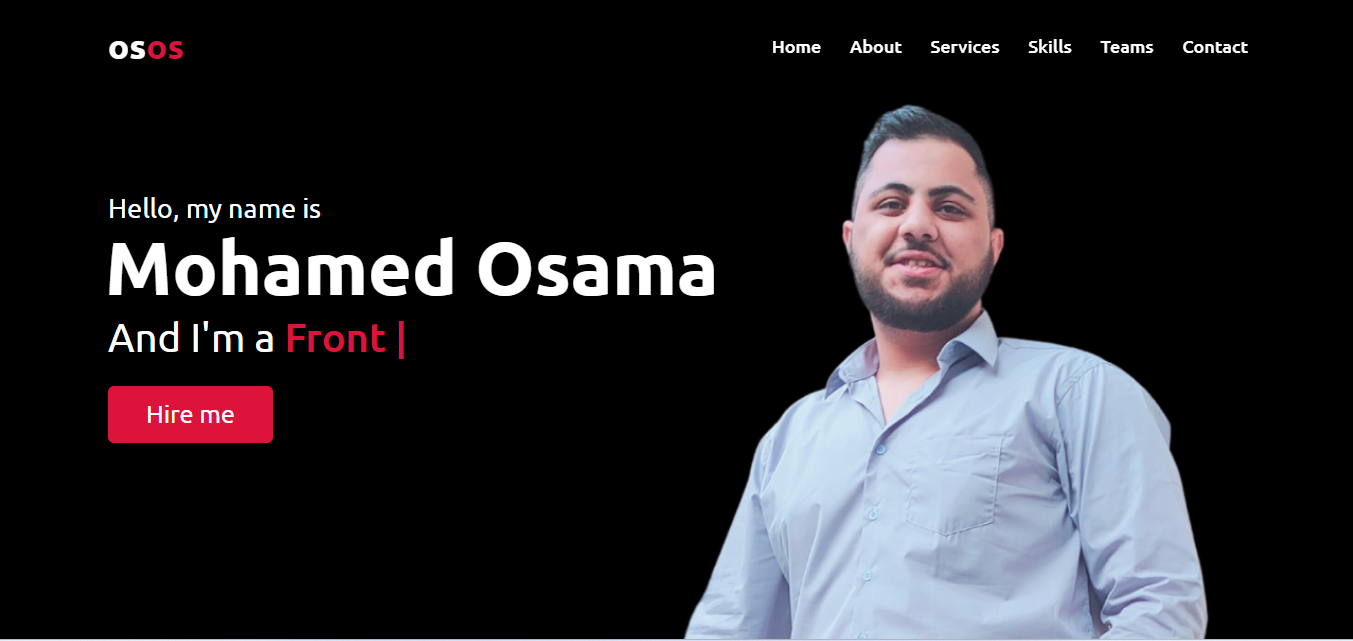 osos
Home About Services Skills Teams Contact
Hello, my name is
Mohamed Osama
And I'm a Front |
Hire me